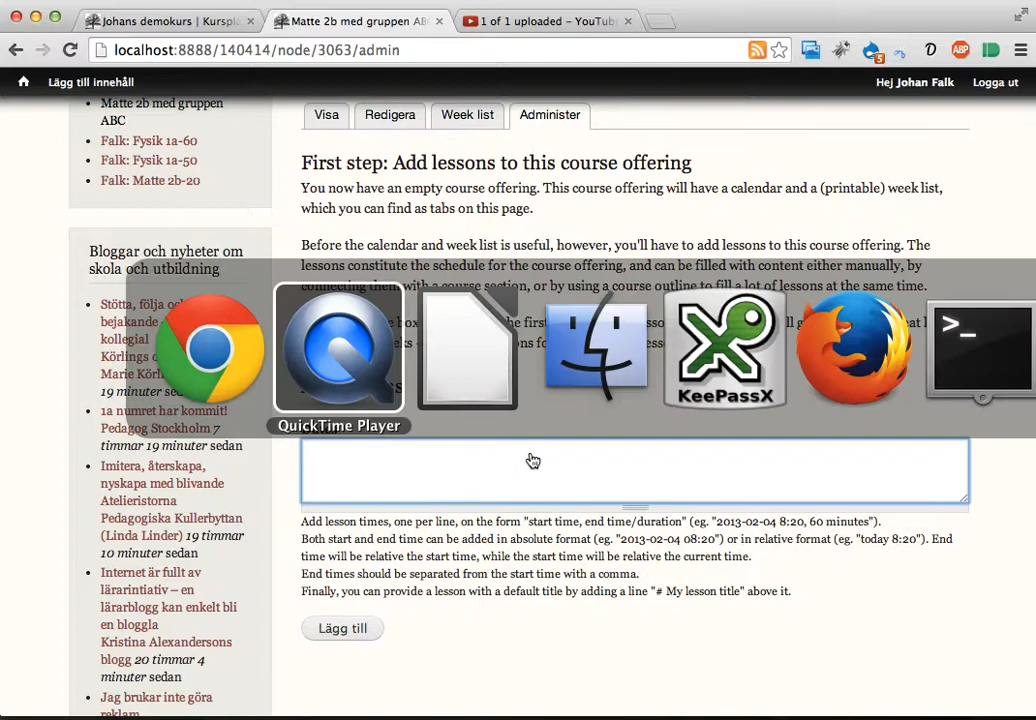 Johans demokurs | Kurspla
Matte 2b med gruppen AB
1 of 1 uploaded - YouTub
localhost:8888/140414/node/3063/admin
5
D
ABP
Lägg till innehåll
Hej Johan Falk
Logga ut
Matte 2b med gruppen
ABC
Falk: Fysik 1a-60
Falk: Fysik 1a-50
Falk: Matte 2b-20
Bloggar och nyheter om
skola och utbildning
Stötta, följa oc
bejakande
kollegial
Körlings
Marie Körl
19 minuter sedan
1a numret har kommit!
Pedagog Stockholm 7
timmar 19 minuter sedan
Imitera, återskapa,
nyskapa med blivande
Atelieristorna
Pedagogiska Kullerbyttan
(Linda Linder) 19 timmar
10 minuter sedan
Internet är fullt av
lärarintiativ – en
lärarblogg kan enkelt bli
en bloggla
Kristina Alexandersons
blogg 20 timmar 4
minuter sedan
Jag brukar inte göra
reklam
Visa
Redigera
Week list
Administer
First step: Add lessons to this course offering
You now have an empty course offering. This course offering will have a calendar and a (printable) week list,
which you can find as tabs on this page.
Before the calendar and week list is useful, however, you'll have to add lessons to this course offering. The
lessons constitute the schedule for the course offering, and can be filled with content either manually, by
connecting them with a course section, or by using a course outline to fill a lot of lessons at the same time.
KeePassX
>_
QuickTime Player
Add lesson times, one per line, on the form "start time, end time/duration" (eg. "2013-02-04 8:20, 60 minutes").
Both start and end time can be added in absolute format (eg. "2013-02-04 08:20") or in relative format (eg. "today 8:20"). End
time will be relative the start time, while the start time will be relative the current time.
End times should be separated from the start time with a comma.
Finally, you can provide a lesson with a default title by adding a line "# My lesson title" above it.
Lägg till